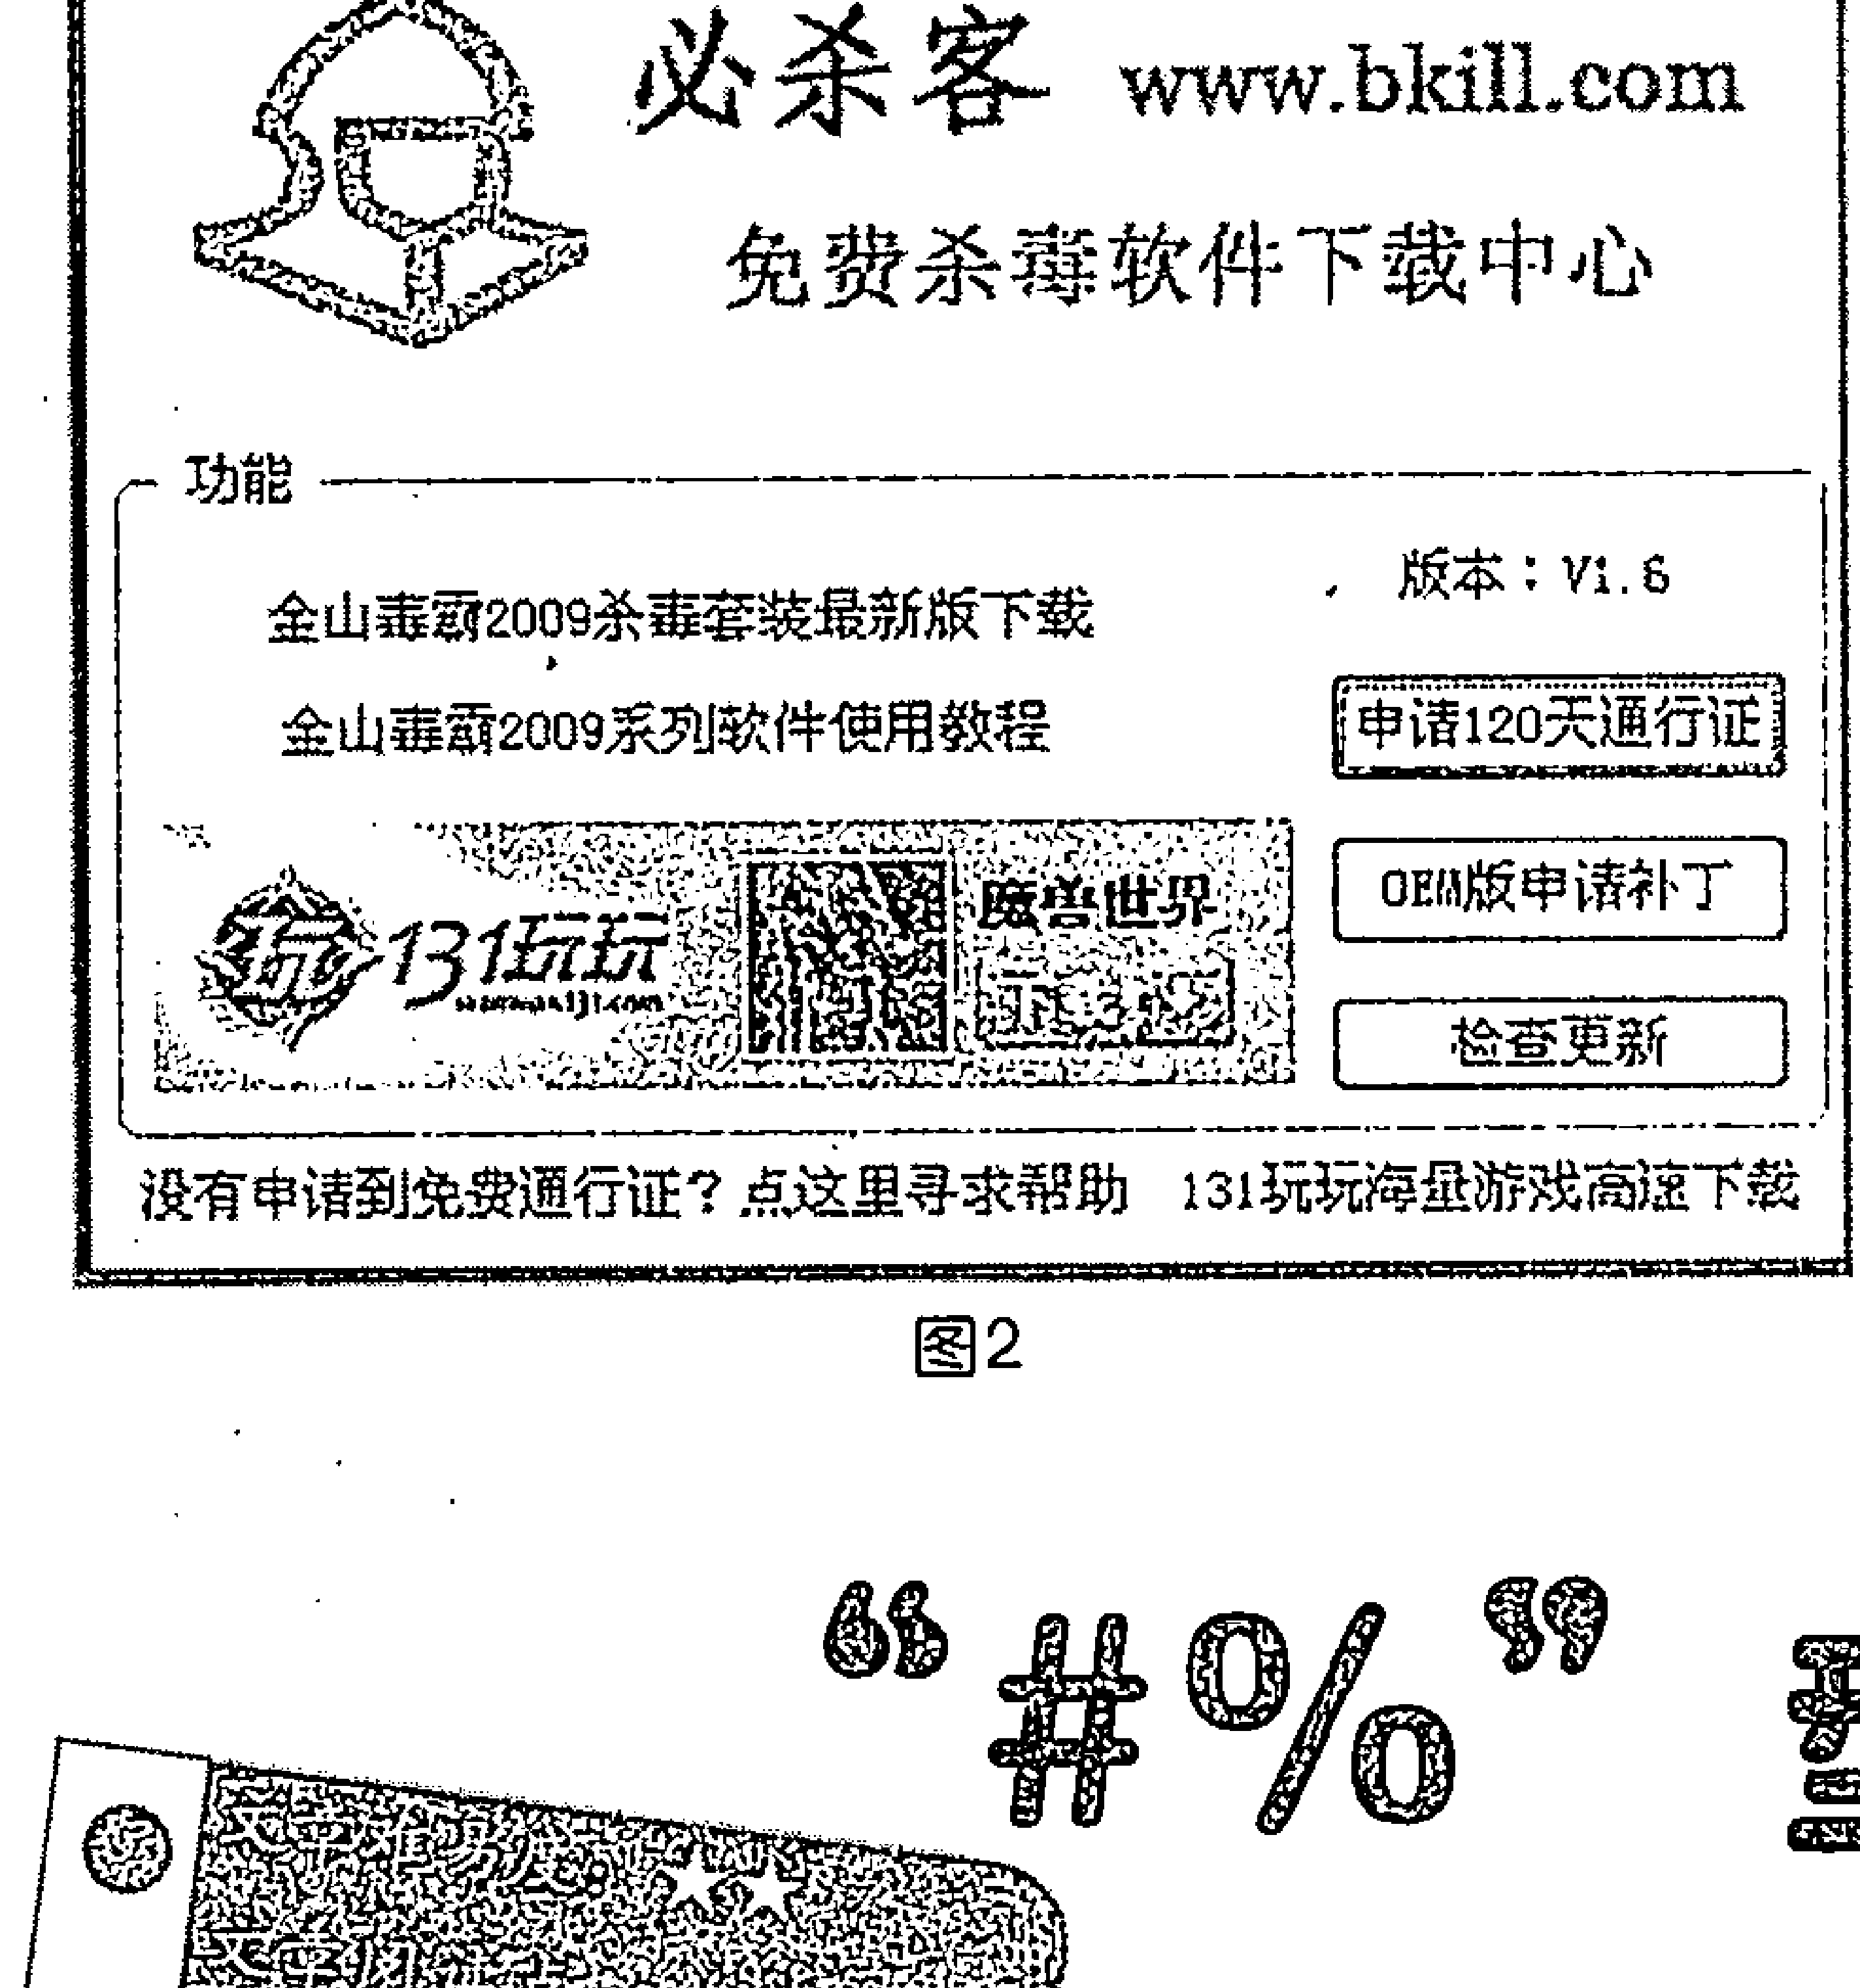 必杀客 www.bkill.com
免费杀毒软件下载中心
功能
版本：V1.6
金山毒霸2009杀毒套装最新版下载
金山毒霸2009系列软件使用教程
申请120天通行证
131玩玩
魔兽世界
OEM版申请补丁
检查更新
没有申请到免费通行证？点这里寻求帮助 131玩玩海量游戏高速下载
图2
“#%”
文章难易度：★★